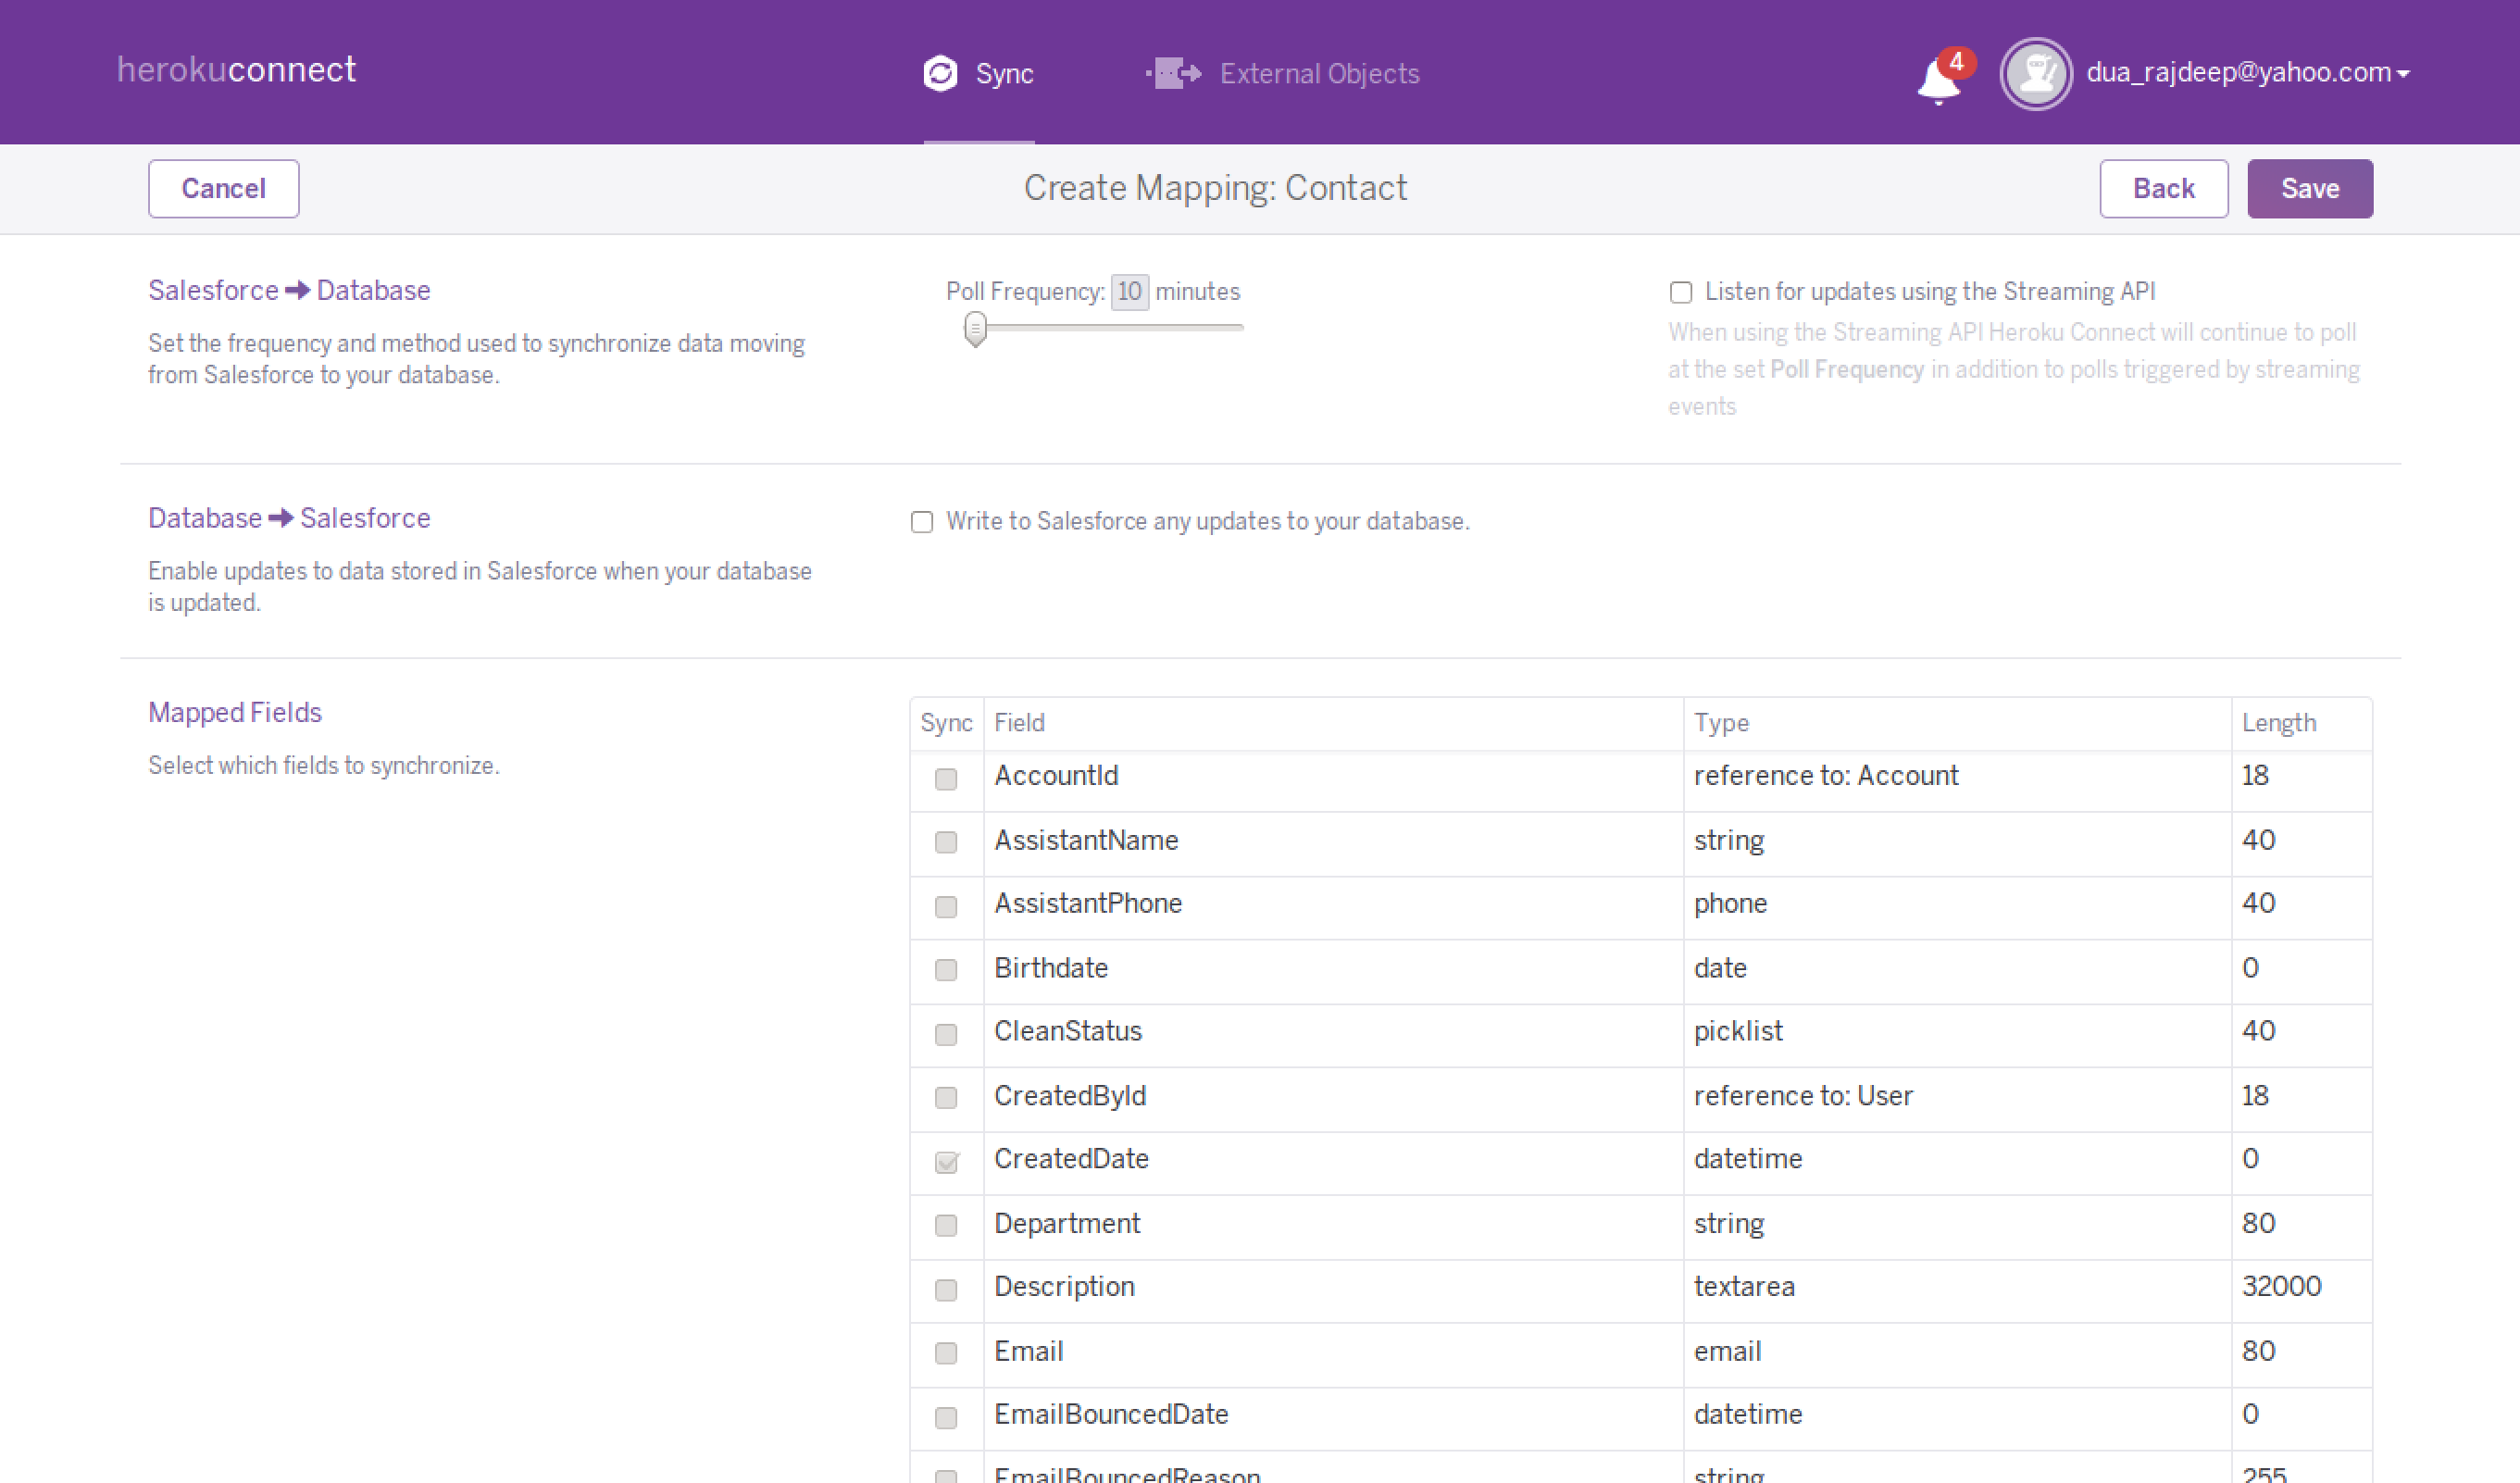 herokuconnect
Sync
External Objects
4
dua_rajdeep@yahoo.com
Cancel
Create Mapping: Contact
Back
Save
Salesforce ➔ Database
Set the frequency and method used to synchronize data moving
from Salesforce to your database.
Poll Frequency: 10 minutes
Listen for updates using the Streaming API
When using the Streaming API Heroku Connect will continue to poll
at the set Poll Frequency in addition to polls triggered by streaming
events
Database ➔ Salesforce
Enable updates to data stored in Salesforce when your database
is updated.
Write to Salesforce any updates to your database.
Mapped Fields
Select which fields to synchronize.
Sync Field Type Length
AccountId reference to: Account 18
AssistantName string 40
AssistantPhone phone 40
Birthdate date 0
CleanStatus picklist 40
CreatedById reference to: User 18
CreatedDate datetime 0
Department string 80
Description textarea 32000
Email email 80
EmailBouncedDate datetime 0
EmailBouncedReason string 255